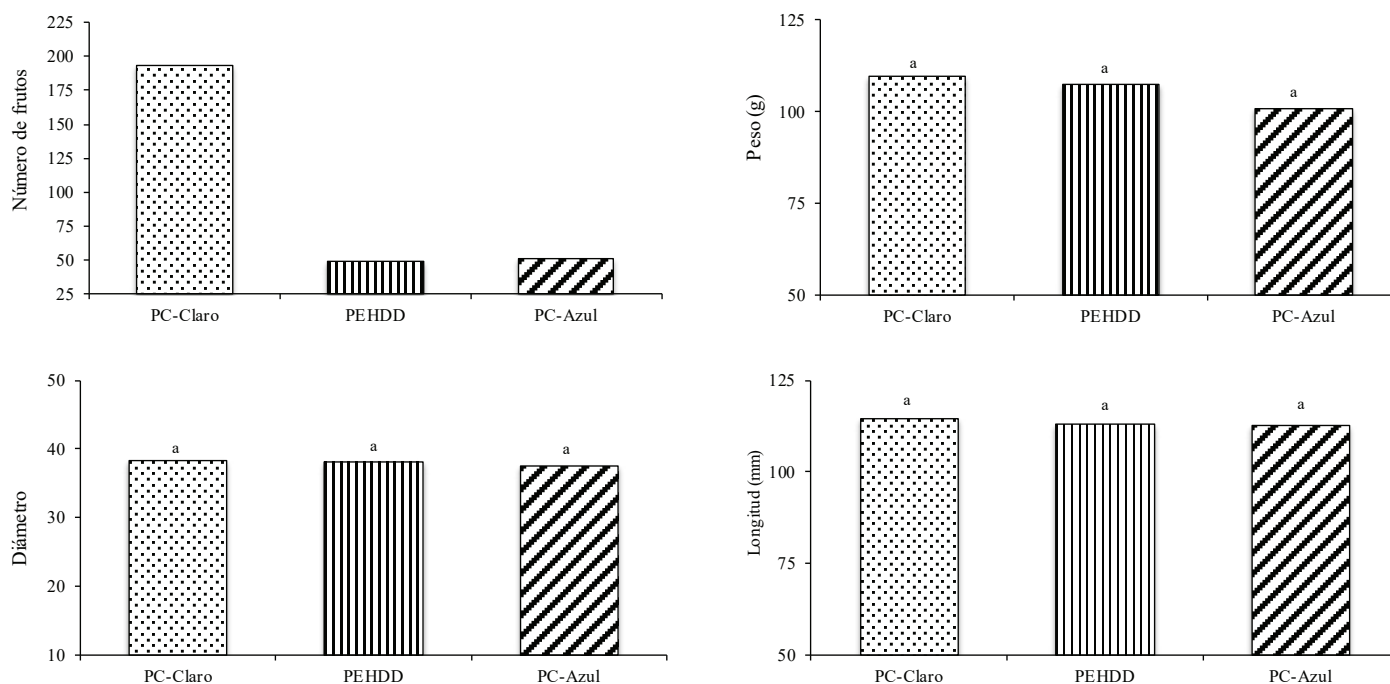 Número de frutos
225
200
175
150
125
100
75
50
25
PC-Claro PEHDD PC-Azul
Peso (g)
125
100
75
50
a a a
PC-Claro PEHDD PC-Azul
Diámetro
50
40
30
20
10
a a a
PC-Claro PEHDD PC-Azul
Longitud (mm)
125
100
75
50
a a a
PC-Claro PEHDD PC-Azul